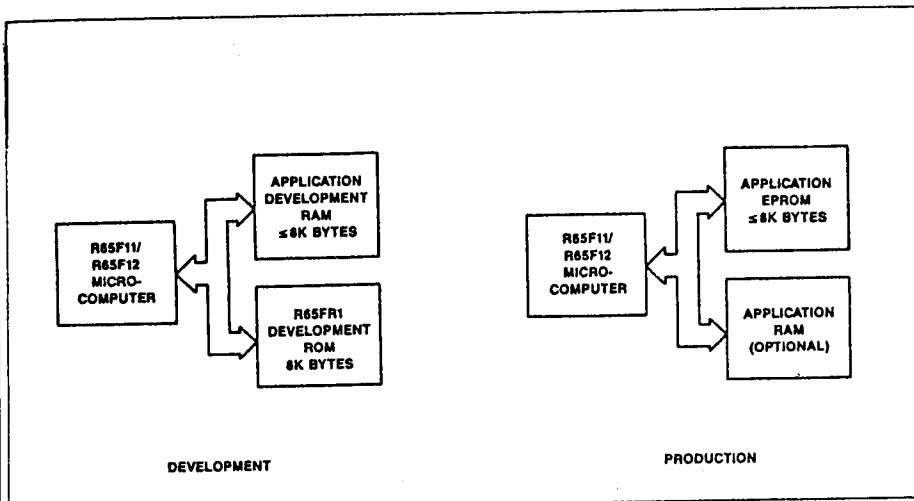 R65F11/
R65F12
MICRO-
COMPUTER
APPLICATION
DEVELOPMENT
RAM
≤8K BYTES
R65FR1
DEVELOPMENT
ROM
8K BYTES
DEVELOPMENT
R65F11/
R65F12
MICRO-
COMPUTER
APPLICATION
EPROM
≤8K BYTES
APPLICATION
RAM
(OPTIONAL)
PRODUCTION